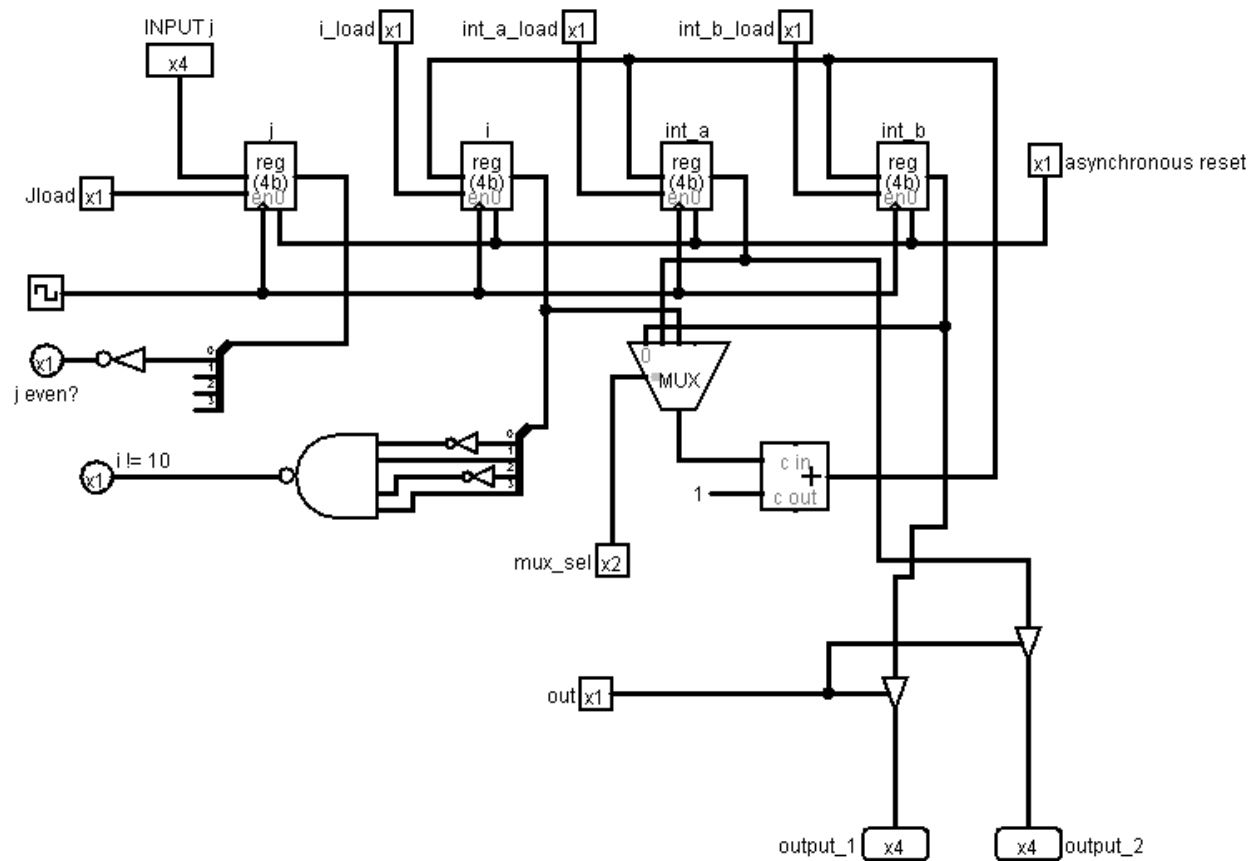 INPUT j
x4
i_load x1
int_a_load x1
int_b_load x1
j
reg
(4b)
en0
i
reg
(4b)
en0
int_a
reg
(4b)
en0
int_b
reg
(4b)
en0
x1 asynchronous reset
Jload x1
x1
j even?
0
1
2
3
0
MUX
i != 10
x1
0
1
2
3
c in
+
c out
1
mux_sel x2
out x1
output_1 x4
x4 output_2